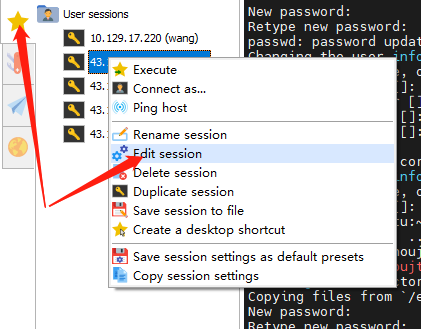 User sessions
10.129.17.220 (wang)
43.
43.
43.
43.
Execute
Connect as...
Ping host
Rename session
Edit session
Delete session
Duplicate session
Save session to file
Create a desktop shortcut
Save session settings as default presets
Copy session settings
New password:
Retype new password:
passwd: password updat
Changing the user info
[]:
[]:
[]:
Copying files from `/e
New password:
Retype new password: